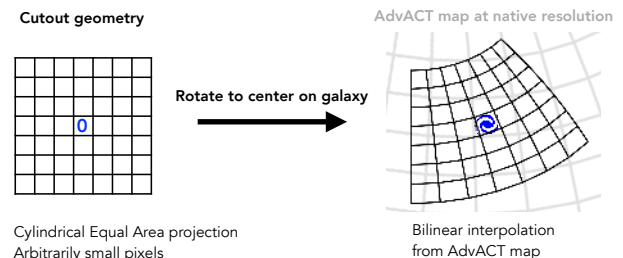 Cutout geometry
AdvACT map at native resolution
Rotate to center on galaxy
0
Cylindrical Equal Area projection
Arbitrarily small pixels
Bilinear interpolation
from AdvACT map